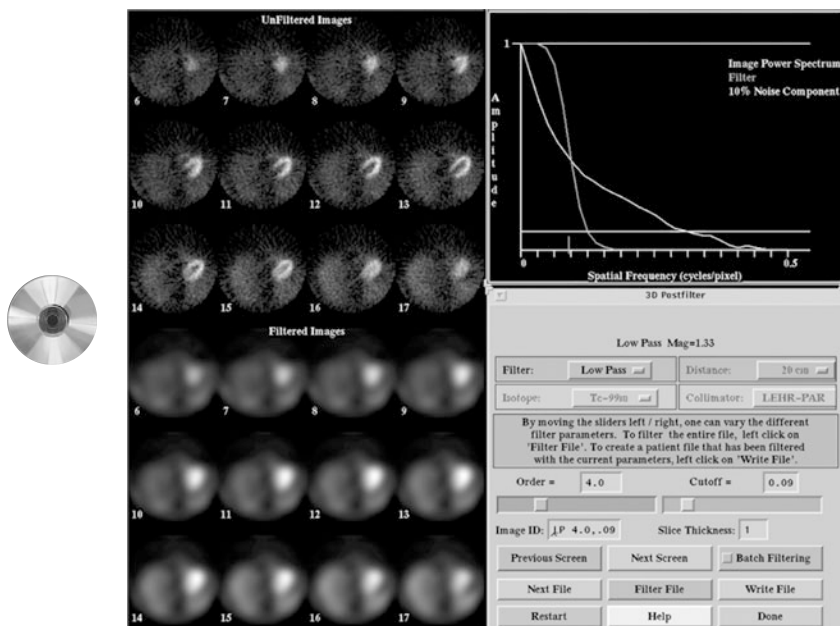 UnFiltered Images
6 7 8 9
10 11 12 13
14 15 16 17
Filtered Images
6 7 8 9
10 11 12 13
14 15 16 17
1
Amplitude
Image Power Spectrum
Filter
10% Noise Component
0 0.5
Spatial Frequency (cycles/pixel)
3D Postfilter
Low Pass Mag=1.33
Filter: Low Pass Distance: 20 cm
Isotope: Tc-99m Collimator: LEHR-PAR
By moving the sliders left / right, one can vary the different
filter parameters. To filter the entire file, left click on
'Filter File'. To create a patient file that has been filtered
with the current parameters, left click on 'Write File'.
Order = 4.0 Cutoff = 0.09
Image ID: LP 4.0,.09 Slice Thickness: 1
Previous Screen Next Screen Batch Filtering
Next File Filter File Write File
Restart Help Done